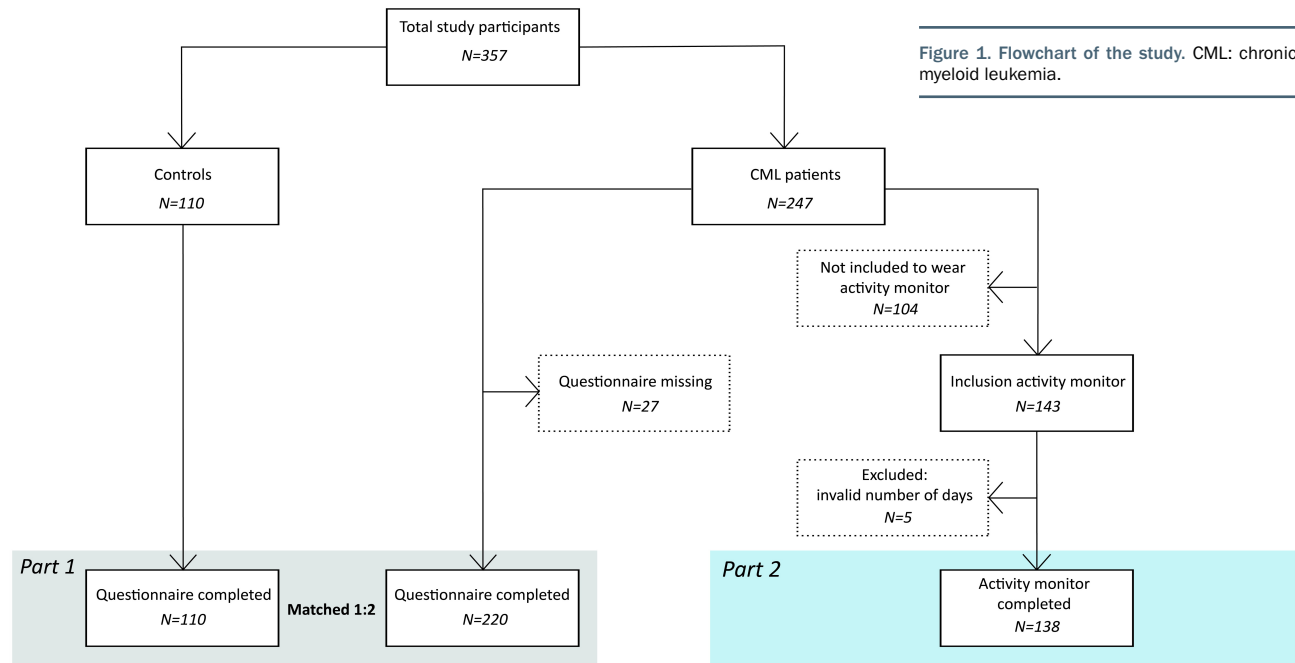 Total study participants
N=357
Figure 1. Flowchart of the study. CML: chronic
myeloid leukemia.
Controls
N=110
CML patients
N=247
Not included to wear
activity monitor
N=104
Questionnaire missing
N=27
Inclusion activity monitor
N=143
Excluded:
invalid number of days
N=5
Part 1
Questionnaire completed
N=110
Matched 1:2
Questionnaire completed
N=220
Part 2
Activity monitor
completed
N=138